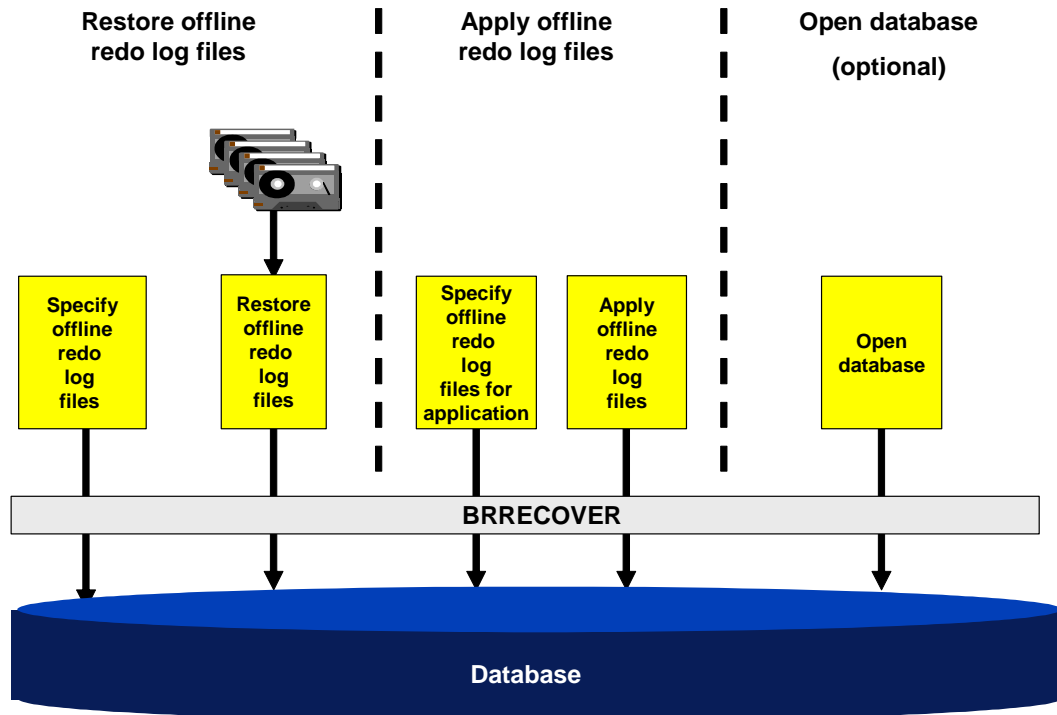 Restore offline
redo log files
Apply offline
redo log files
Open database
(optional)
Specify
offline
redo
log
files
Restore
offline
redo
log
files
Specify
offline
redo
log
files for
application
Apply
offline
redo
log
files
Open
database
BRRECOVER
Database